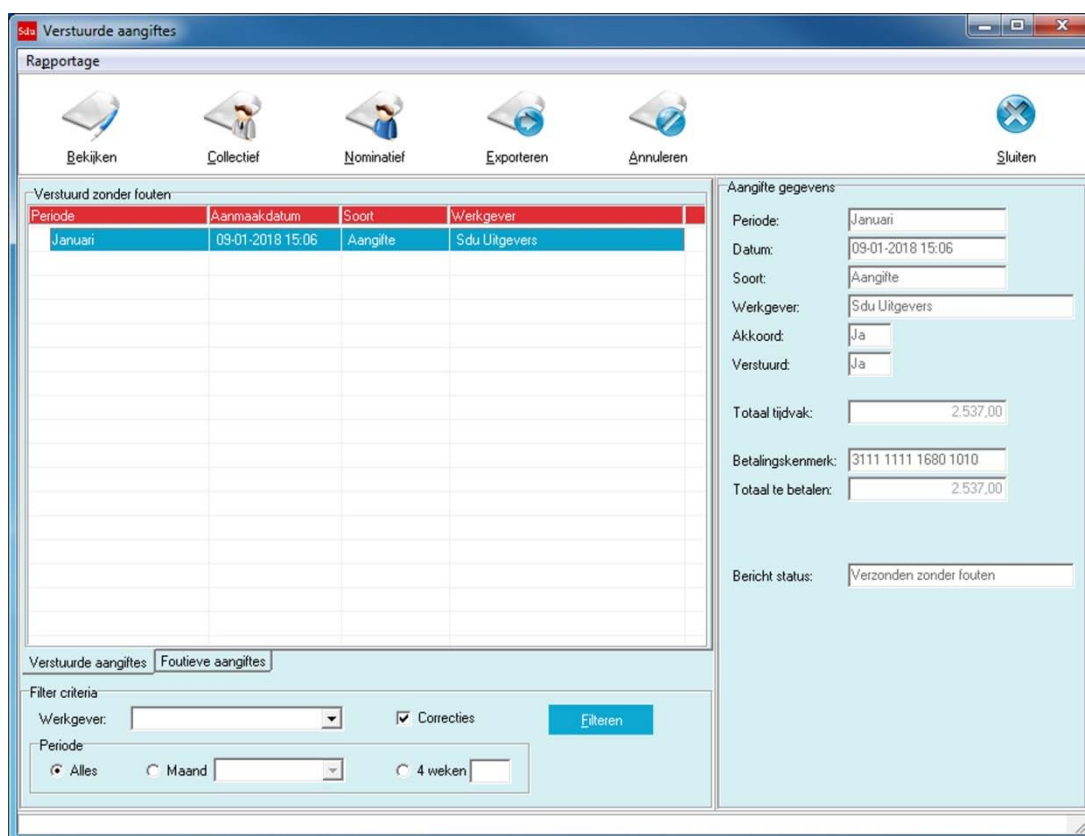 Sdu Verstuurde aangiftes
Rapportage
Bekijken Collectief Nominatief Exporteren Annuleren Sluiten
Verstuurd zonder fouten
Periode Aanmaakdatum Soort Werkgever
Januari 09-01-2018 15:06 Aangifte Sdu Uitgevers
Verstuurde aangiftes Foutieve aangiftes
Filter criteria
Werkgever: Correcties Filteren
Periode
Alles Maand 4 weken
Aangifte gegevens
Periode: Januari
Datum: 09-01-2018 15:06
Soort: Aangifte
Werkgever: Sdu Uitgevers
Akkoord: Ja
Verstuurd: Ja
Totaal tijdvak: 2.537,00
Betalingskenmerk: 3111 1111 1680 1010
Totaal te betalen: 2.537,00
Bericht status: Verzonden zonder fouten